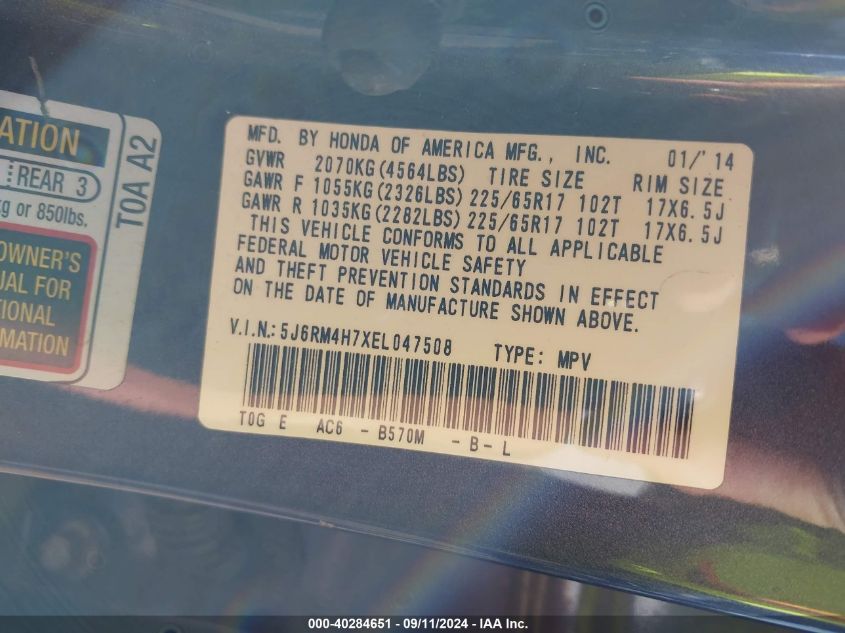 ATION
REAR 3
kg or 850lbs.
OWNER'S
UAL FOR
TIONAL
RMATION
TOA A2
MFD. BY HONDA OF AMERICA MFG., INC. 01/'14
GVWR 2070KG(4564LBS) TIRE SIZE RIM SIZE
GAWR F 1055KG(2326LBS) 225/65R17 102T 17X6.5J
GAWR R 1035KG(2282LBS) 225/65R17 102T 17X6.5J
THIS VEHICLE CONFORMS TO ALL APPLICABLE
FEDERAL MOTOR VEHICLE SAFETY
AND THEFT PREVENTION STANDARDS IN EFFECT
ON THE DATE OF MANUFACTURE SHOWN ABOVE.
V.I.N.: 5J6RM4H7XEL047508 TYPE: MPV
T0G E AC6 - B570M - B - L
000-40284651 - 09/11/2024 - IAA Inc.